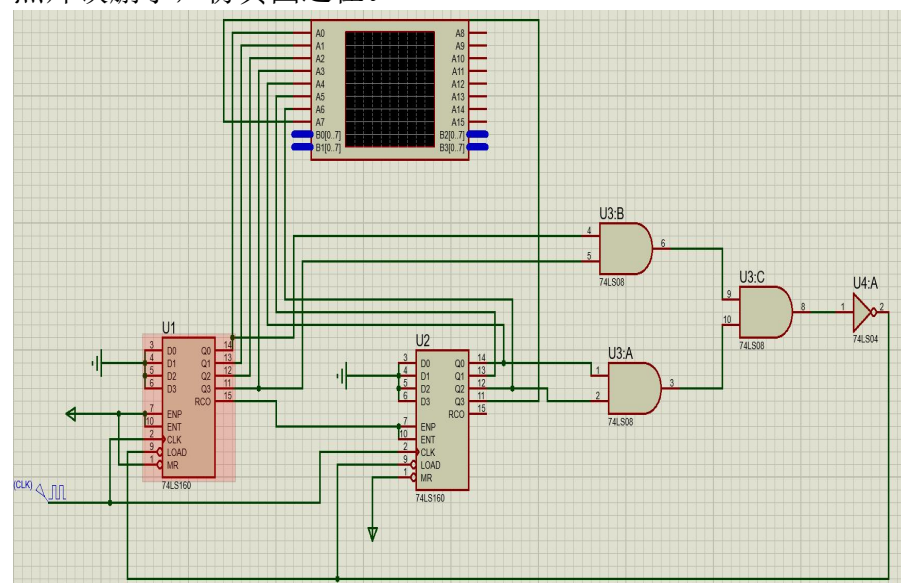 A0 A8
A1 A9
A2 A10
A3 A11
A4 A12
A5 A13
A6 A14
A7 A15
B0[0..7] B2[0..7]
B1[0..7] B3[0..7]
U3:B
4
5
6
74LS08
U3:C
9
10
8
74LS08
U4:A
1
2
74LS04
U1
3 D0 Q0 14
4 D1 Q1 13
5 D2 Q2 12
6 D3 Q3 11
RCO 15
7 ENP
10 ENT
2 CLK
9 LOAD
1 MR
74LS160
U2
3 D0 Q0 14
4 D1 Q1 13
5 D2 Q2 12
6 D3 Q3 11
RCO 15
7 ENP
10 ENT
2 CLK
9 LOAD
1 MR
74LS160
U3:A
1
2
3
74LS08
(CLK)